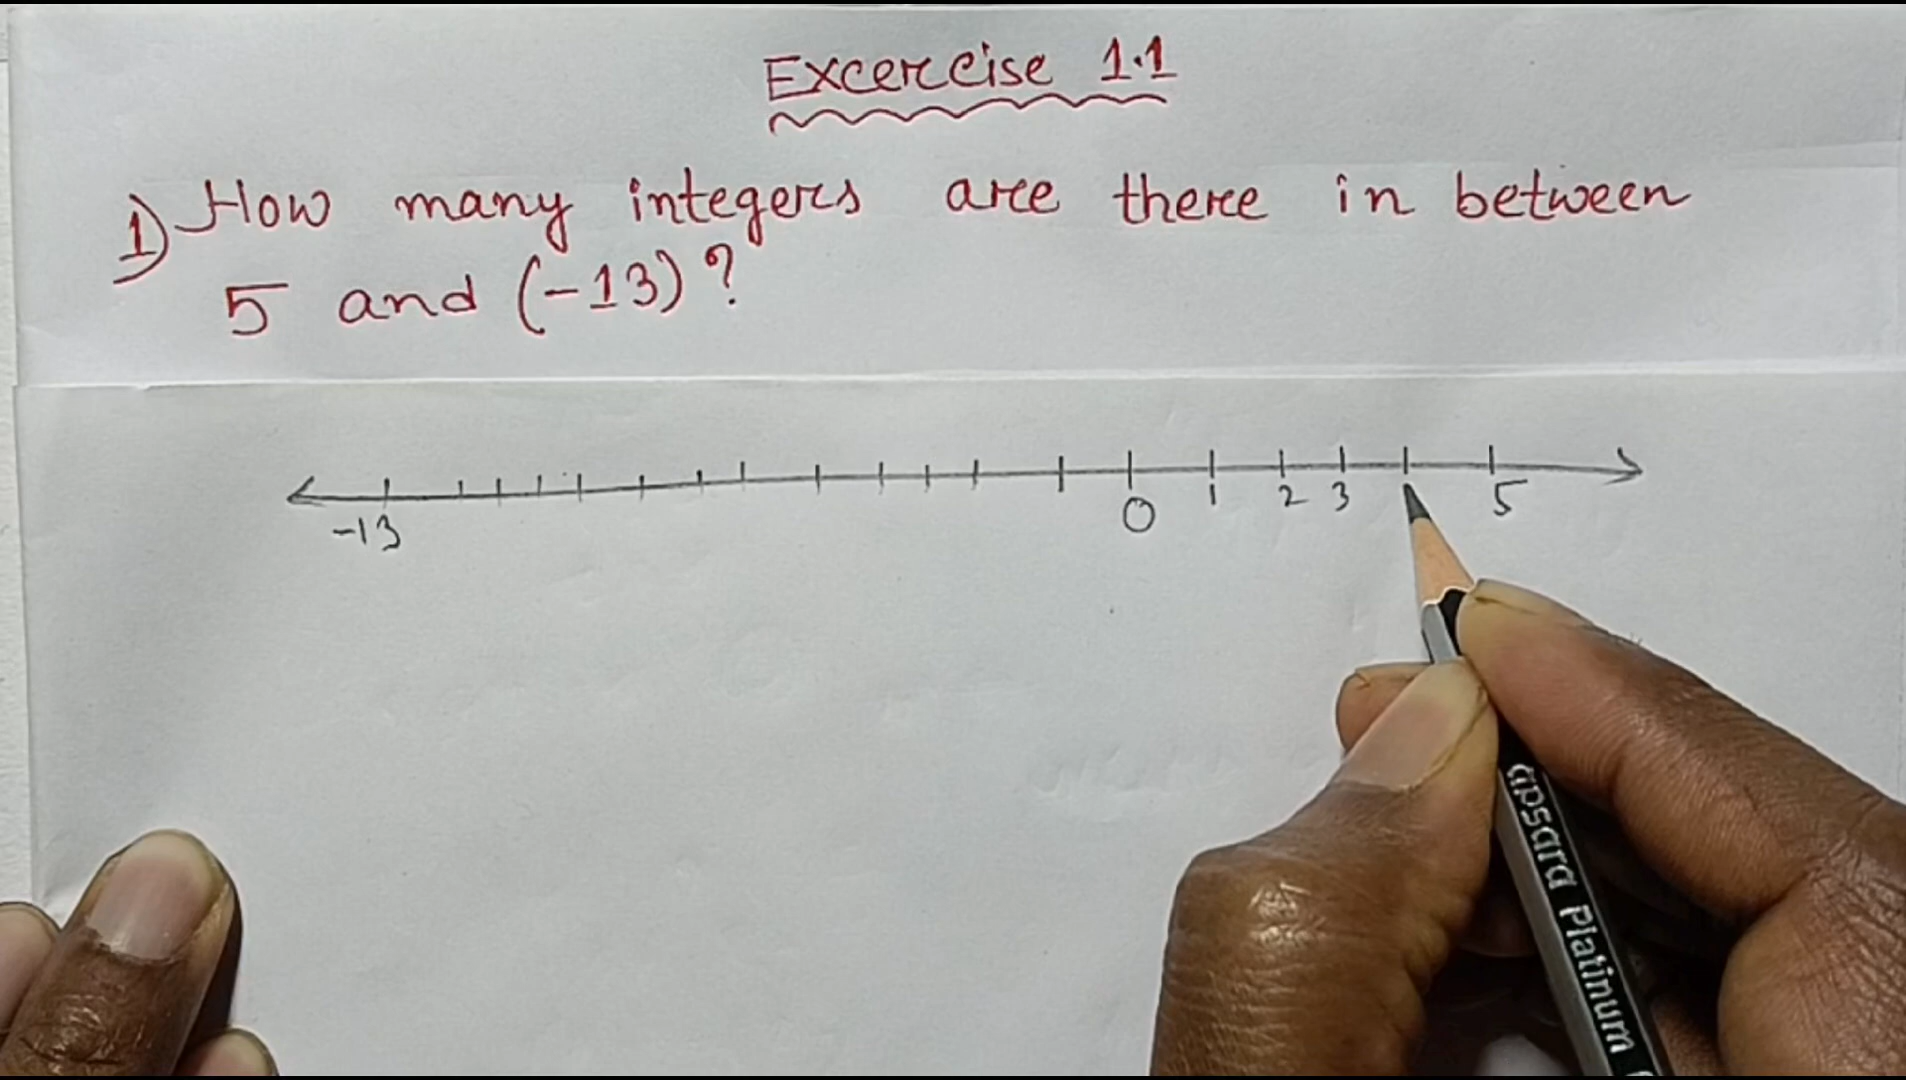 Excercise 1.1
1) How many integers are there in between
5 and (-13)?
-13 0 1 2 3 5
apsara Platinum